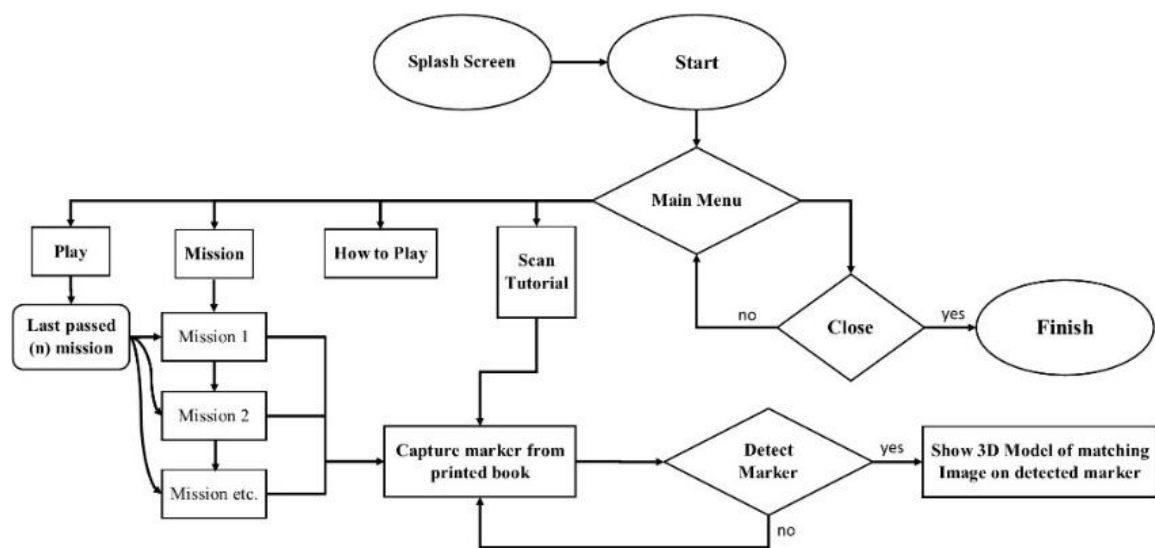 Splash Screen
Start
Main Menu
Play
Mission
How to Play
Scan
Tutorial
Last passed
(n) mission
Mission 1
Mission 2
Mission etc.
no
Close
yes
Finish
Capture marker from
printed book
Detect
Marker
yes
Show 3D Model of matching
Image on detected marker
no